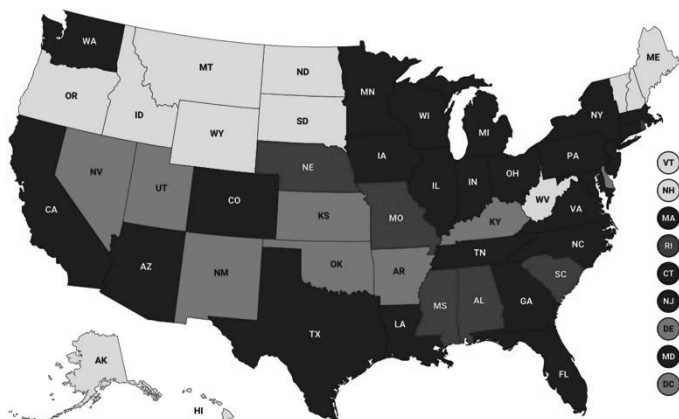 WA
MT
ND
MN
ME
OR
ID
SD
WI
NY
WY
MI
NE
IA
PA
VT
NV
UT
IL
IN
OH
NH
CA
CO
KS
MO
WV
VA
MA
KY
RI
AZ
NM
OK
AR
TN
NC
CT
SC
NJ
TX
LA
MS
AL
GA
DE
AK
FL
MD
HI
DC